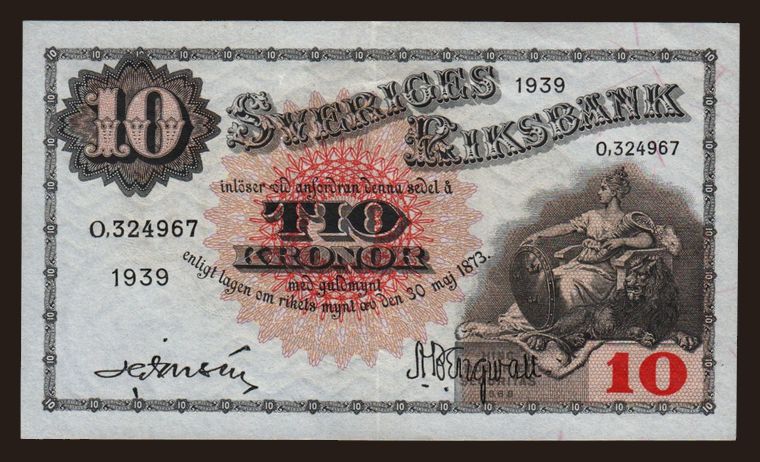 10
SVERIGES
1939
RIKSBANK
O,324967
inlöser vid anfordran denna sedel å
TIO
KRONOR
O,324967
1939
med guldmynt
enligt lagen om rikets mynt av den 30 maj 1873.
10